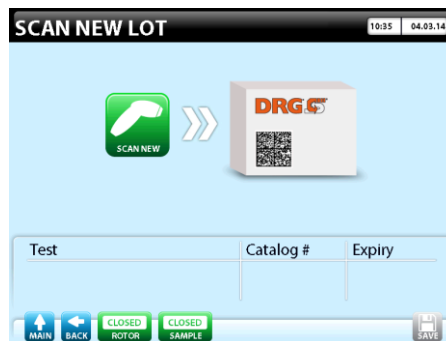 SCAN NEW LOT
10:35 04.03.14
DRG
SCAN NEW
Test Catalog # Expiry
MAIN BACK CLOSED ROTOR CLOSED SAMPLE SAVE